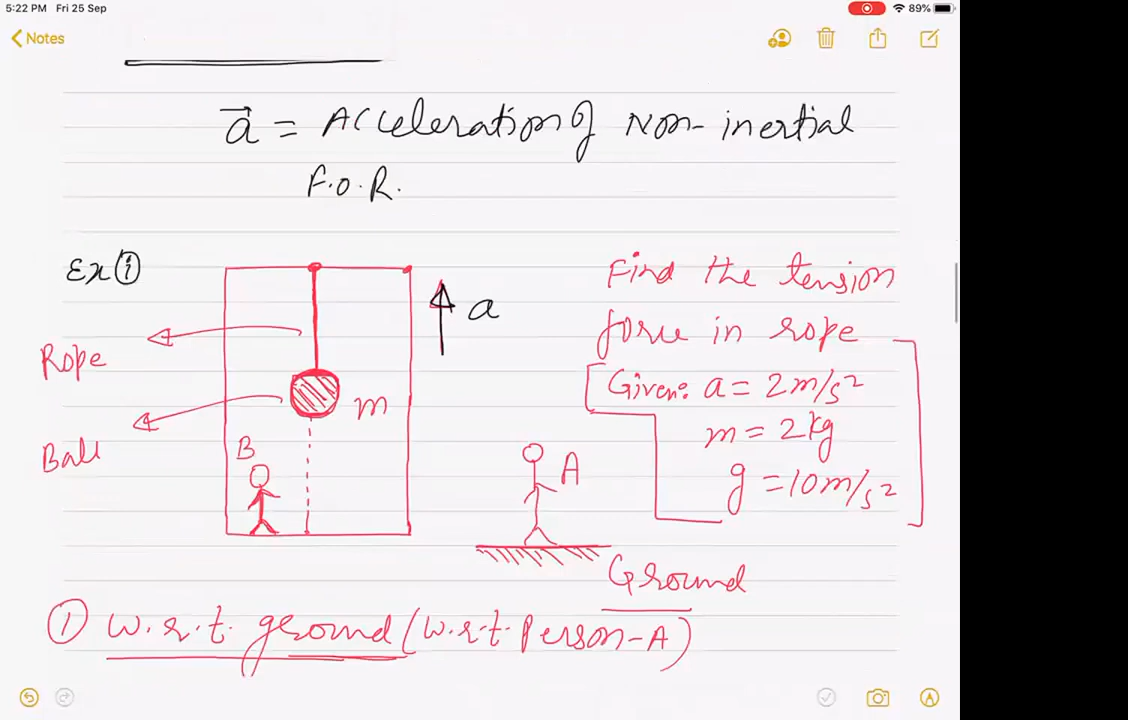 5:22 PM Fri 25 Sep
89%
Notes
a = Acceleration of Non-inertial
F.O.R.
Ex ①
a
Find the tension
force in rope
Rope
Given: a = 2m/s²
m
m = 2kg
Ball
B
A
g = 10m/s²
Ground
① w.r.t. ground (w.r.t. Person-A)